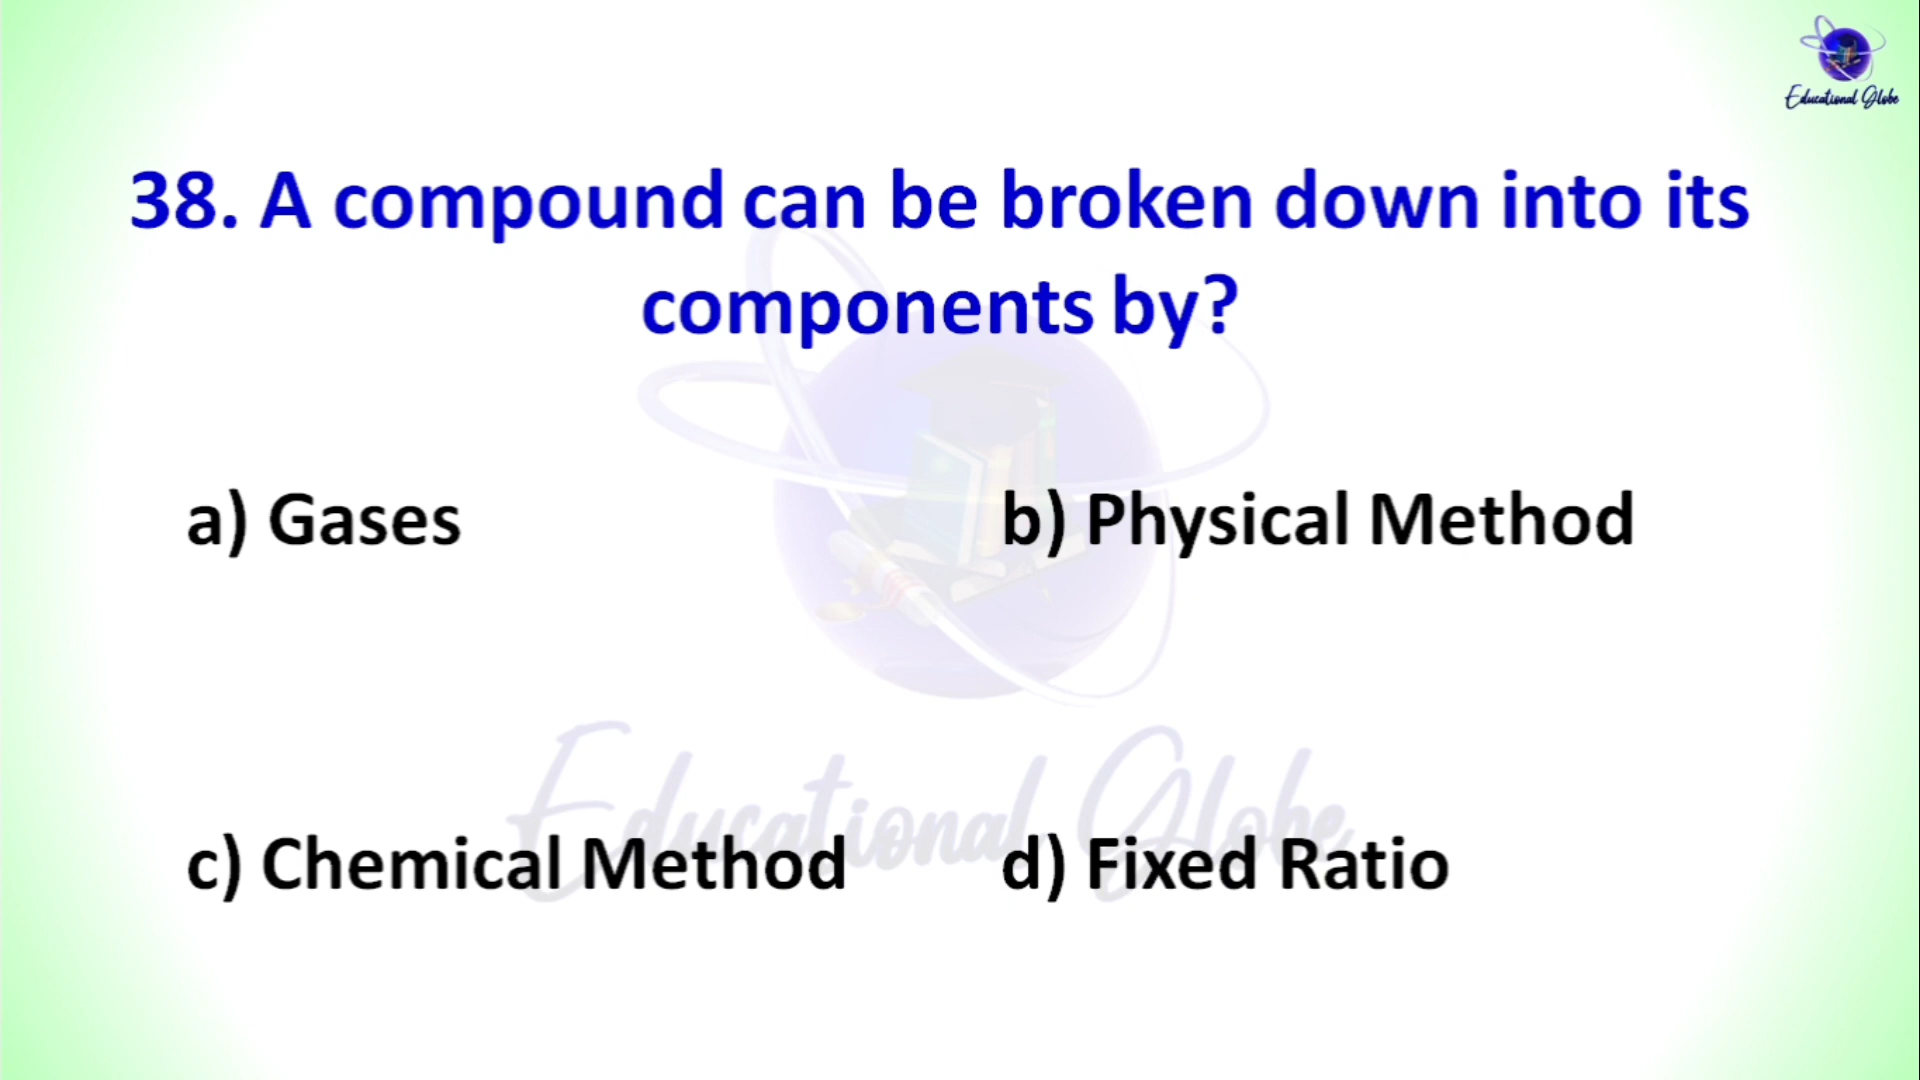 Educational Globe
38. A compound can be broken down into its
components by?
a) Gases
b) Physical Method
Educational Globe
c) Chemical Method
d) Fixed Ratio